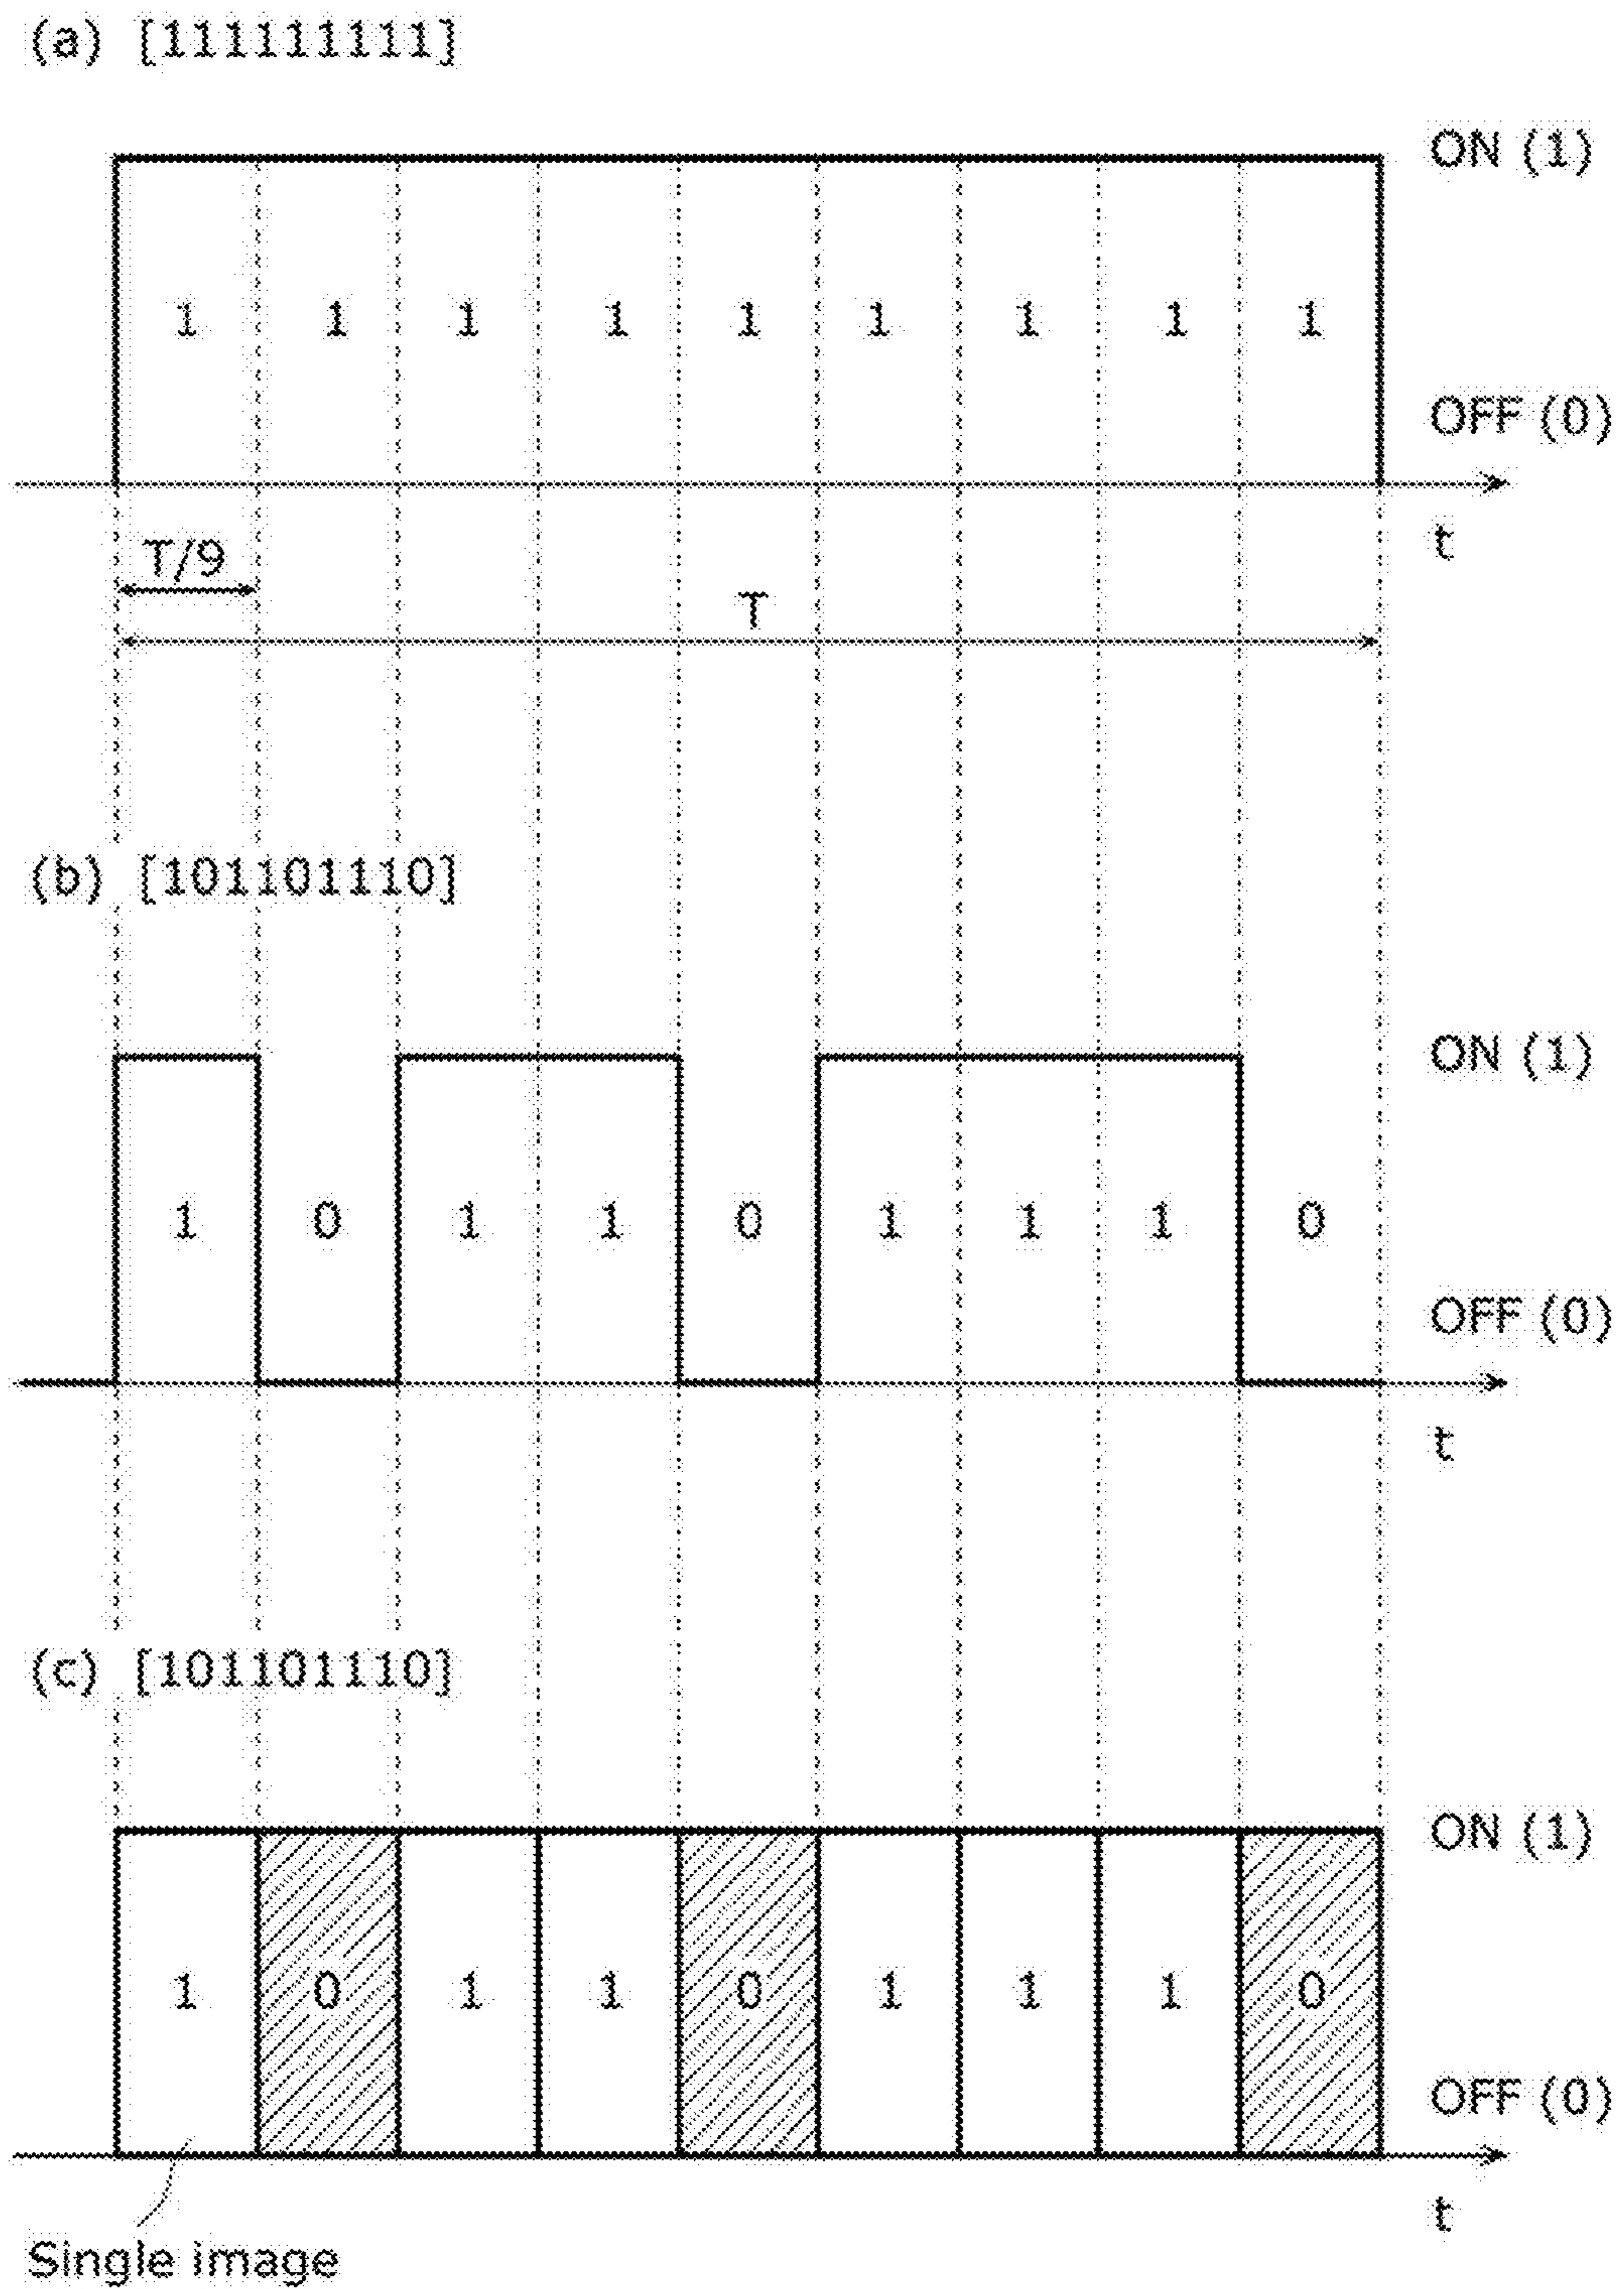 (a) [111111111]
ON (1)
1 1 1 1 1 1 1 1 1
OFF (0)
t
T/9
T
(b) [101101110]
ON (1)
1 0 1 1 0 1 1 1 0
OFF (0)
t
(c) [101101110]
ON (1)
1 0 1 1 0 1 1 1 0
OFF (0)
t
Single image